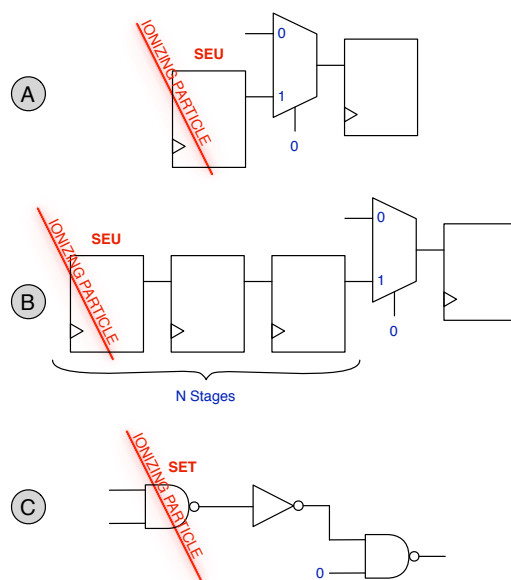 IONIZING PARTICLE
SEU
0
1
0
A
IONIZING PARTICLE
SEU
0
1
0
B
N Stages
IONIZING PARTICLE
SET
C
0